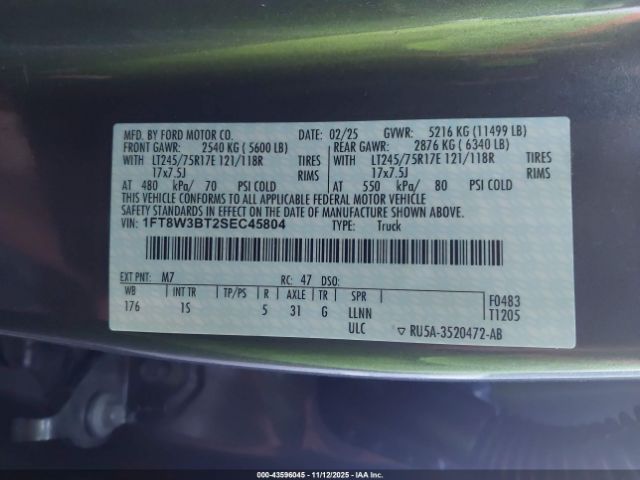 MFD. BY FORD MOTOR CO. DATE: 02/25 GVWR: 5216 KG (11499 LB)
FRONT GAWR: 2540 KG ( 5600 LB) REAR GAWR: 2876 KG ( 6340 LB)
WITH LT245/75R17E 121/118R TIRES WITH LT245/75R17E 121/118R TIRES
17x7.5J RIMS 17x7.5J RIMS
AT 480 kPa/ 70 PSI COLD AT 550 kPa/ 80 PSI COLD
THIS VEHICLE CONFORMS TO ALL APPLICABLE FEDERAL MOTOR VEHICLE
SAFETY STANDARDS IN EFFECT ON THE DATE OF MANUFACTURE SHOWN ABOVE.
VIN: 1FT8W3BT2SEC45804 TYPE: Truck
EXT PNT: M7 RC: 47 DSO:
WB INT TR TP/PS R AXLE TR SPR F0483
176 1S 5 31 G LLNN T1205
ULC ▽ RU5A-3520472-AB
000-43596045 - 11/12/2025 - IAA Inc.